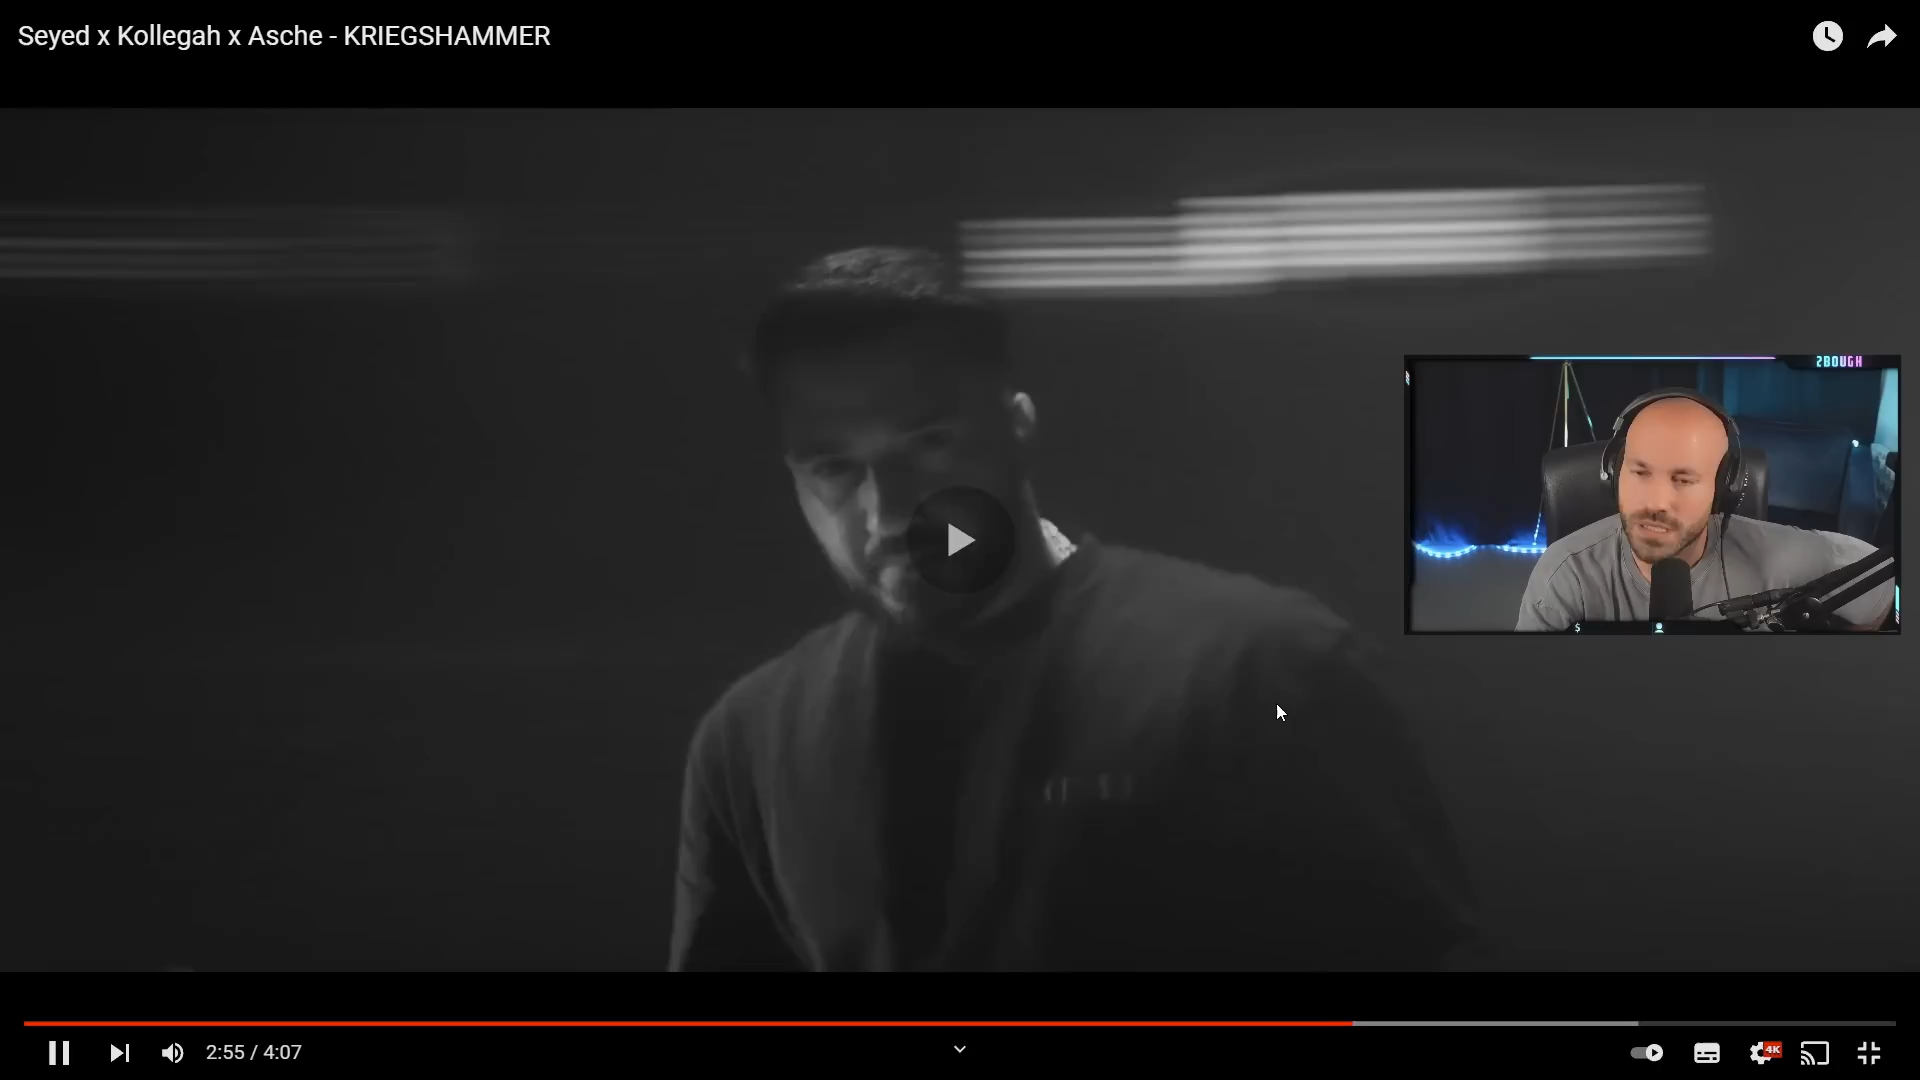 Seyed x Kollegah x Asche - KRIEGSHAMMER
2BOUGH
$
2:55 / 4:07
4K